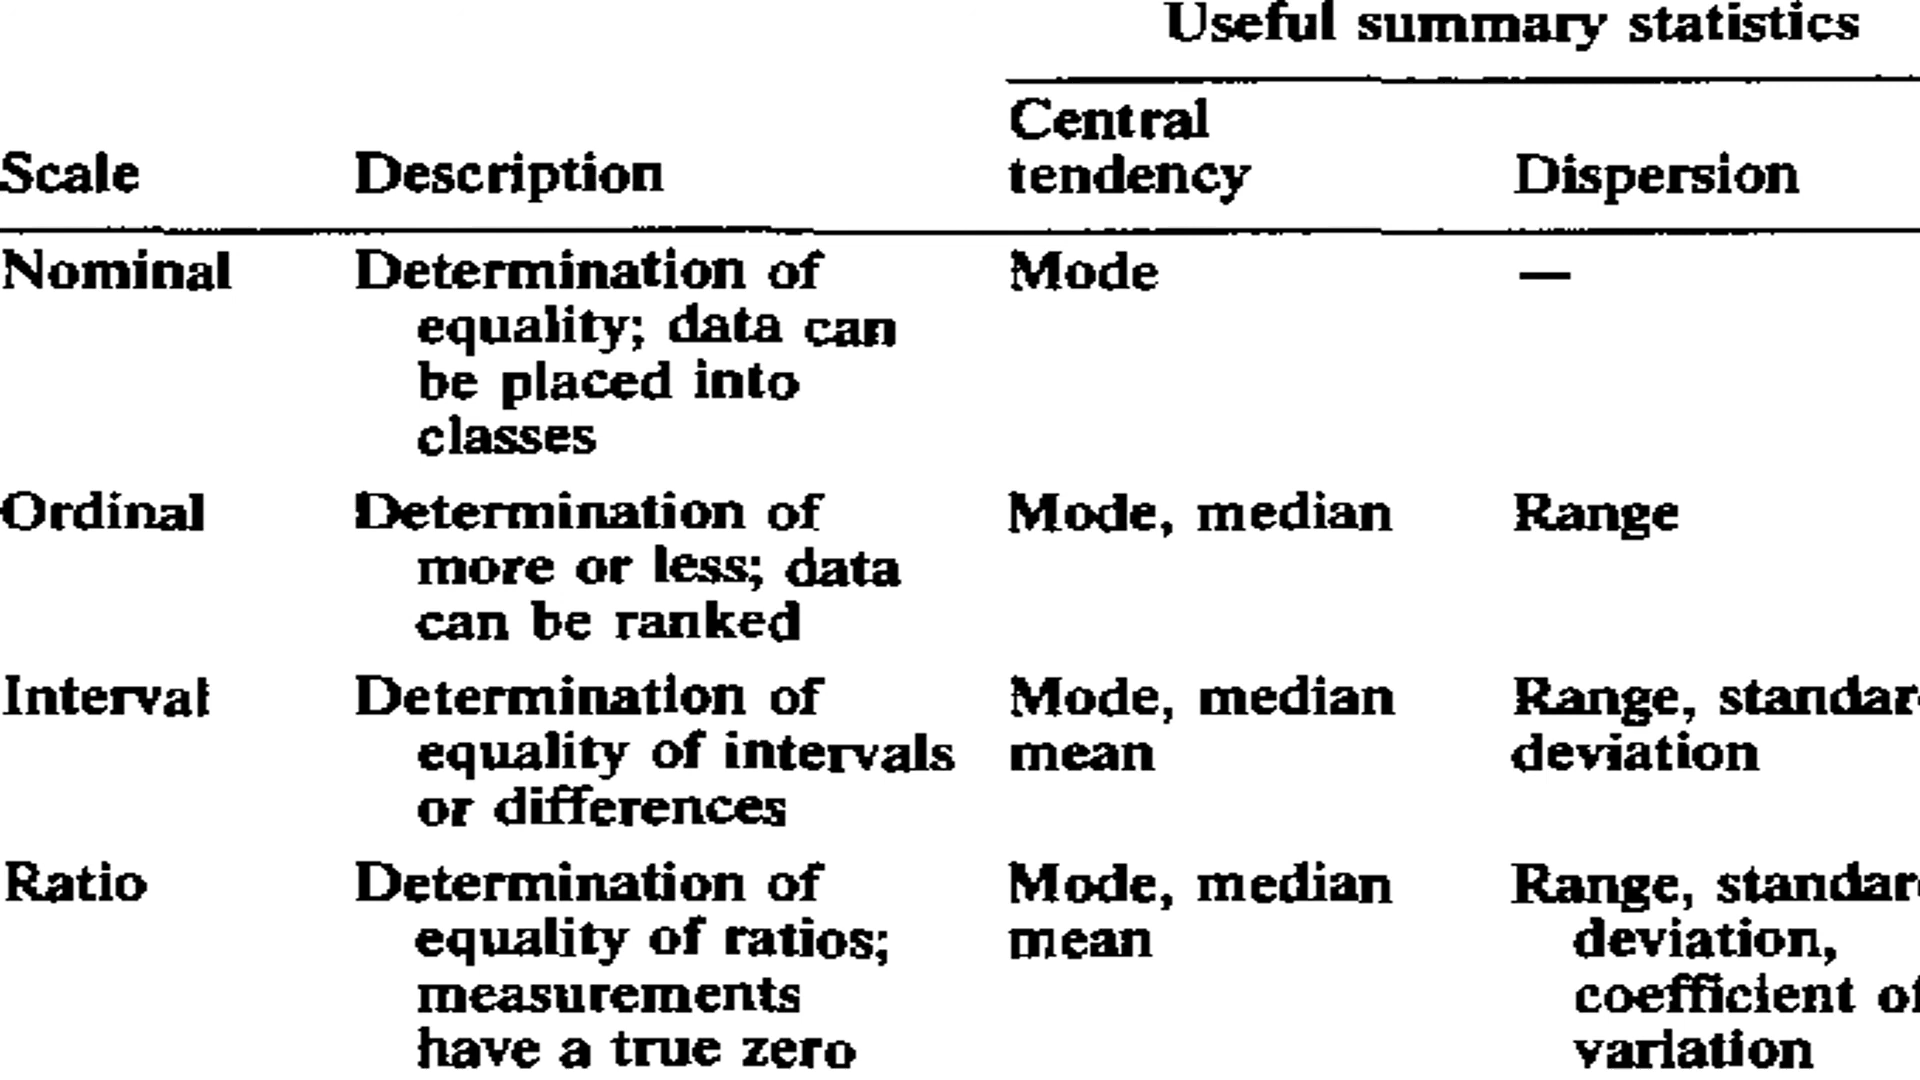 Useful summary statistics
Central
Scale Description tendency Dispersion
Nominal Determination of Mode —
equality; data can
be placed into
classes
Ordinal Determination of Mode, median Range
more or less; data
can be ranked
Interval Determination of Mode, median Range, standar
equality of intervals mean deviation
or differences
Ratio Determination of Mode, median Range, standar
equality of ratios; mean deviation,
measurements coefficient of
have a true zero variation